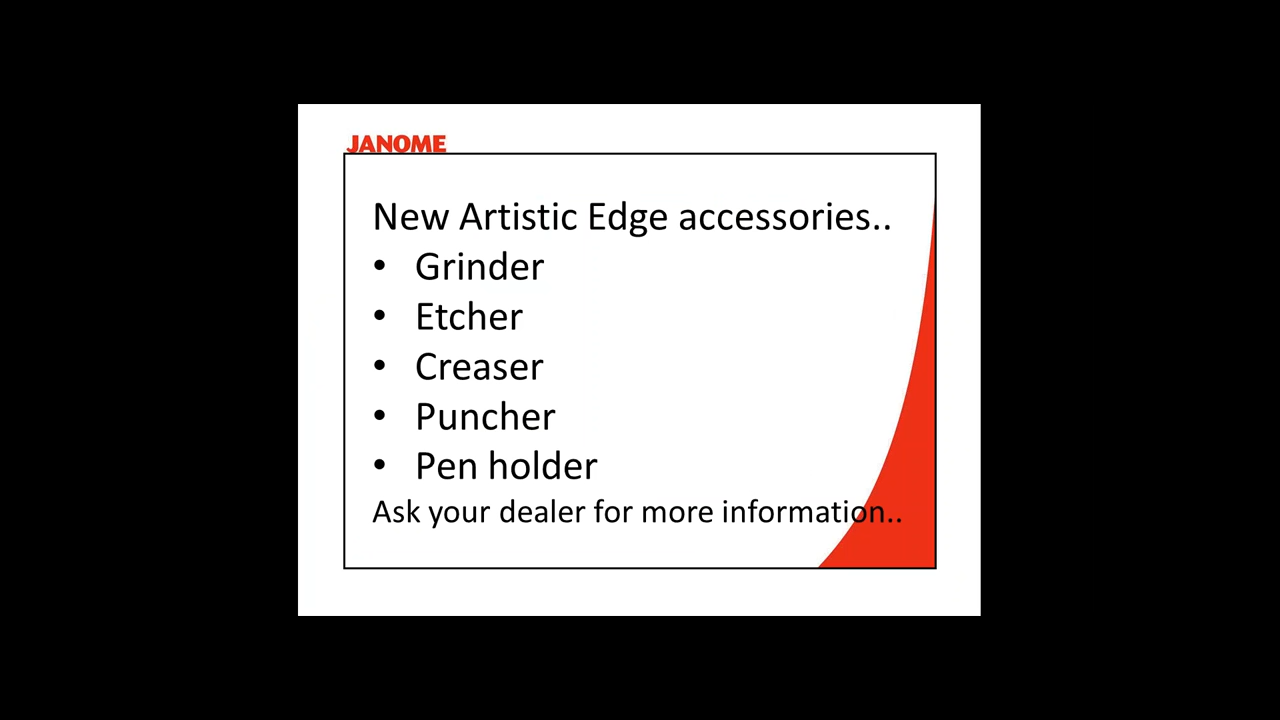 JANOME
New Artistic Edge accessories..
• Grinder
• Etcher
• Creaser
• Puncher
• Pen holder
Ask your dealer for more information..